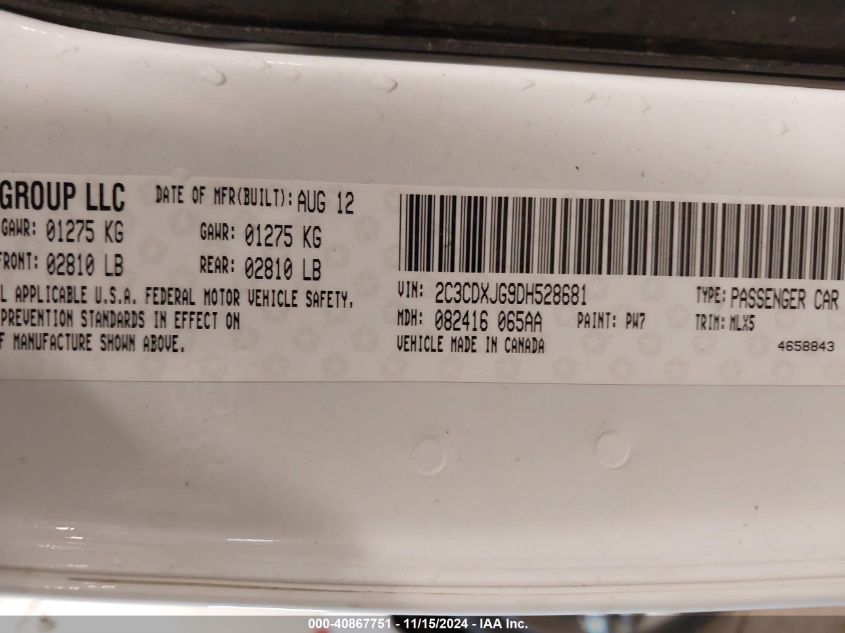 GROUP LLC DATE OF MFR(BUILT): AUG 12
GAWR: 01275 KG GAWR: 01275 KG
FRONT: 02810 LB REAR: 02810 LB
L APPLICABLE U.S.A. FEDERAL MOTOR VEHICLE SAFETY,
PREVENTION STANDARDS IN EFFECT ON
F MANUFACTURE SHOWN ABOVE.
VIN: 2C3CDXJG9DH528681 TYPE: PASSENGER CAR
MDH: 082416 065AA PAINT: PW7 TRIM: MLX5
VEHICLE MADE IN CANADA 4658843
000-40867751 - 11/15/2024 - IAA Inc.